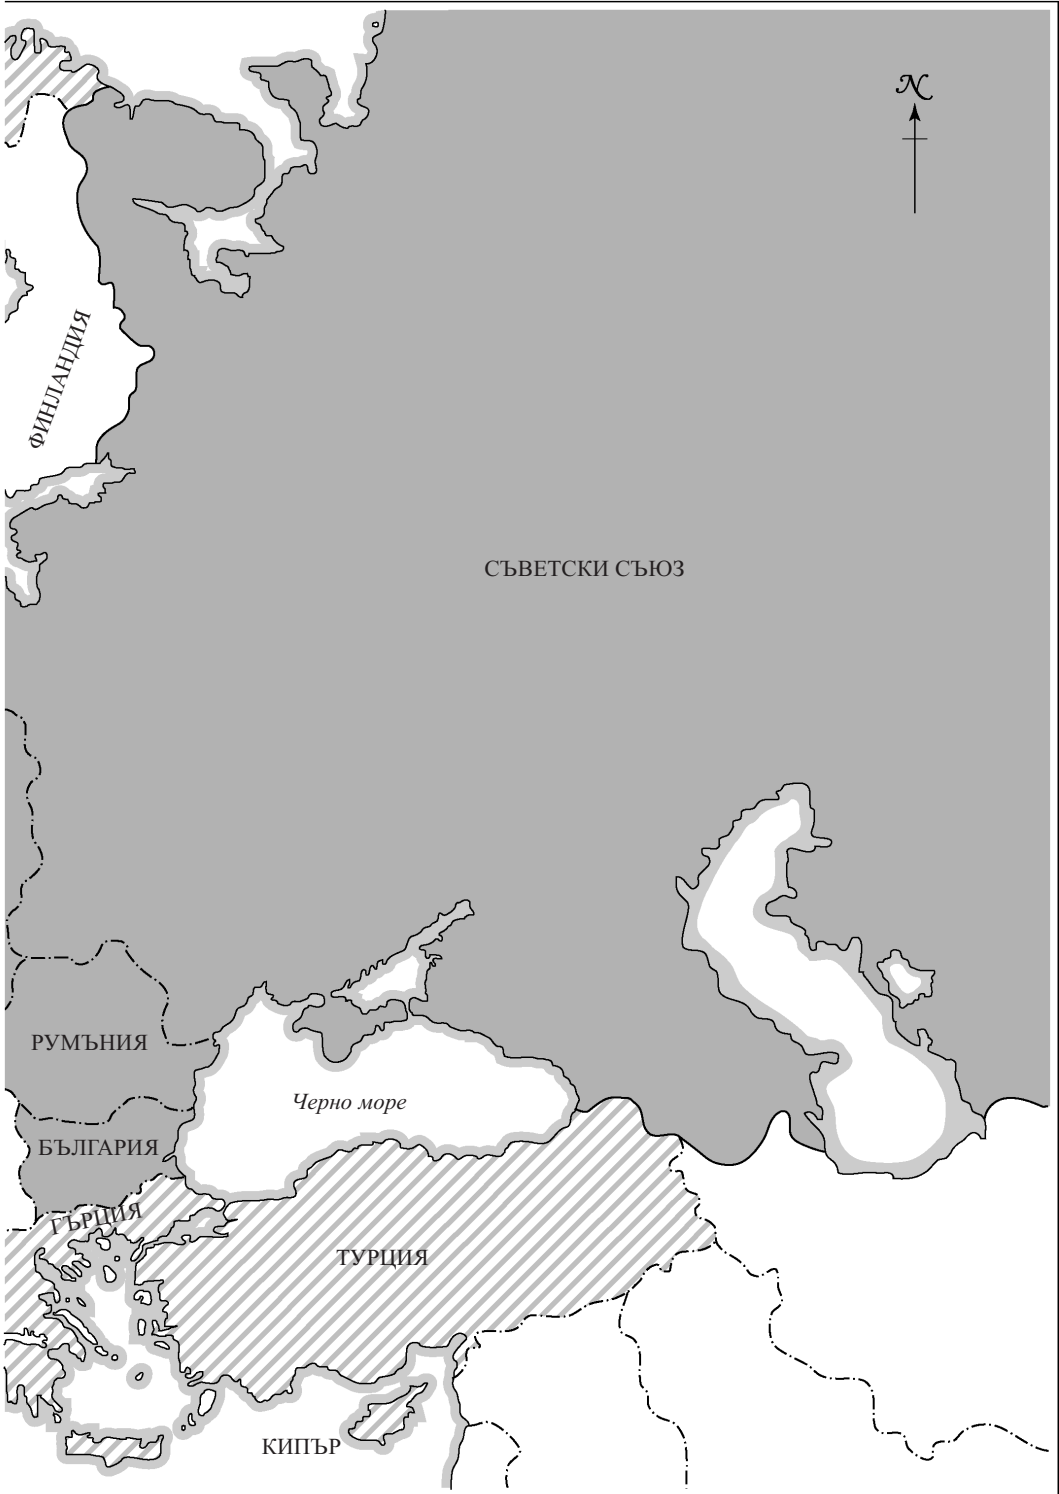 N
ФИНЛАНДИЯ
СЪВЕТСКИ СЪЮЗ
РУМЪНИЯ
Черно море
БЪЛГАРИЯ
ГЪРЦИЯ
ТУРЦИЯ
КИПЪР